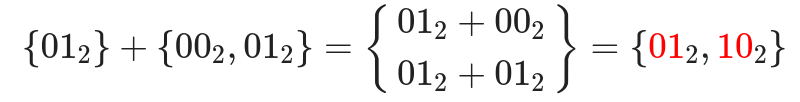 {01₂} + {00₂, 01₂} = { 01₂ + 00₂
01₂ + 01₂ } = {01₂, 10₂}